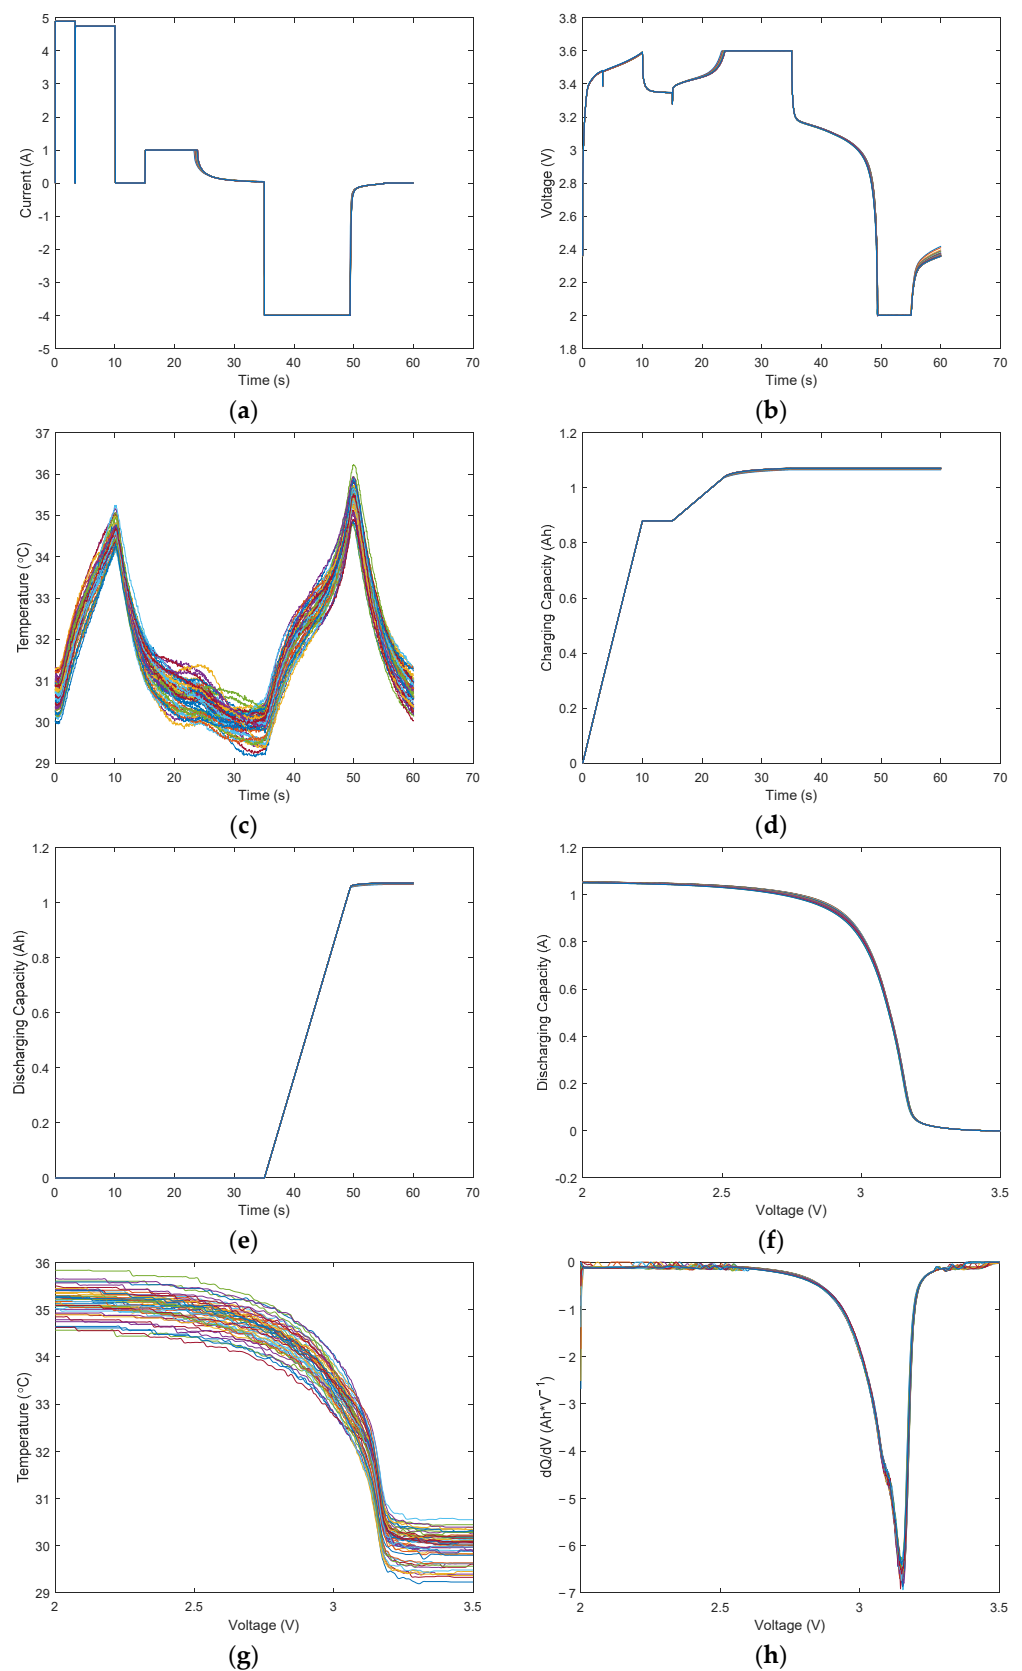 5
4
3
2
1
0
-1
-2
-3
-4
-5
Current (A)
0 10 20 30 40 50 60 70
Time (s)
(a)
3.8
3.6
3.4
3.2
3
2.8
2.6
2.4
2.2
2
1.8
Voltage (V)
0 10 20 30 40 50 60 70
Time (s)
(b)
37
36
35
34
33
32
31
30
29
Temperature (°C)
0 10 20 30 40 50 60 70
Time (s)
(c)
1.2
1
0.8
0.6
0.4
0.2
0
Charging Capacity (Ah)
0 10 20 30 40 50 60 70
Time (s)
(d)
1.2
1
0.8
0.6
0.4
0.2
0
Discharging Capacity (Ah)
0 10 20 30 40 50 60 70
Time (s)
(e)
1.2
1
0.8
0.6
0.4
0.2
0
-0.2
Discharging Capacity (A)
2 2.5 3 3.5
Voltage (V)
(f)
36
35
34
33
32
31
30
29
Temperature (°C)
2 2.5 3 3.5
Voltage (V)
(g)
0
−1
−2
−3
−4
−5
−6
−7
dQ/dV (Ah*V⁻¹)
2 2.5 3 3.5
Voltage (V)
(h)